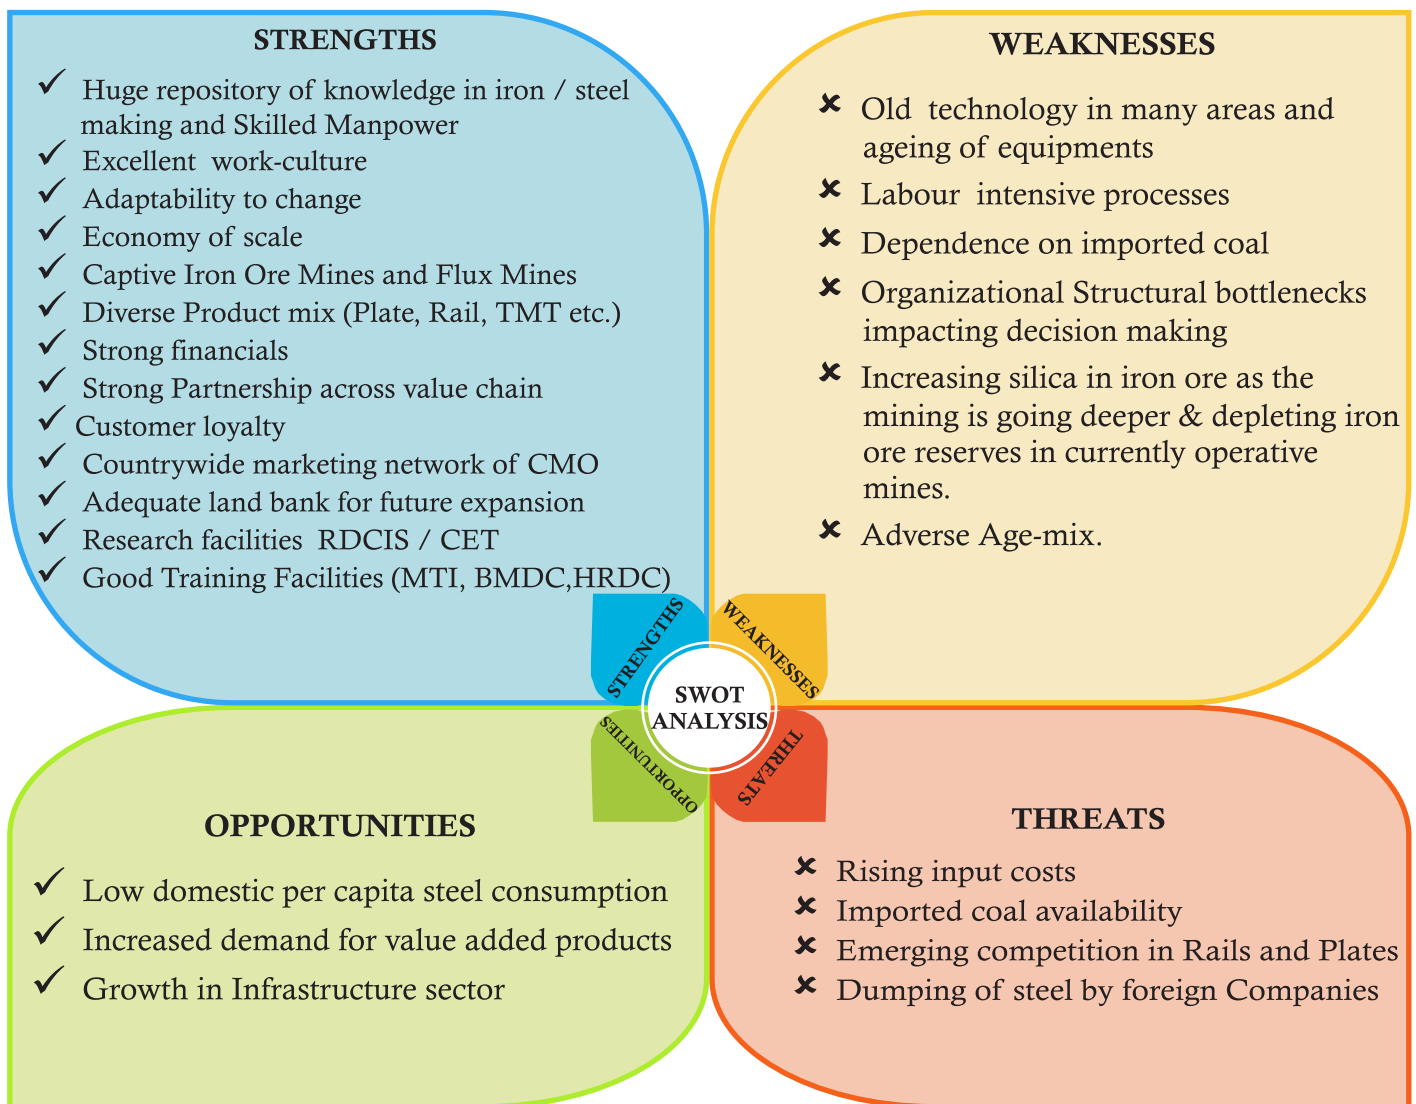 STRENGTHS
Huge repository of knowledge in iron / steel
making and Skilled Manpower
Excellent work-culture
Adaptability to change
Economy of scale
Captive Iron Ore Mines and Flux Mines
Diverse Product mix (Plate, Rail, TMT etc.)
Strong financials
Strong Partnership across value chain
Customer loyalty
Countrywide marketing network of CMO
Adequate land bank for future expansion
Research facilities RDCIS / CET
Good Training Facilities (MTI, BMDC,HRDC)
WEAKNESSES
Old technology in many areas and
ageing of equipments
Labour intensive processes
Dependence on imported coal
Organizational Structural bottlenecks
impacting decision making
Increasing silica in iron ore as the
mining is going deeper & depleting iron
ore reserves in currently operative
mines.
Adverse Age-mix.
STRENGTHS
WEAKNESSES
SWOT
ANALYSIS
OPPORTUNITIES
THREATS
OPPORTUNITIES
Low domestic per capita steel consumption
Increased demand for value added products
Growth in Infrastructure sector
THREATS
Rising input costs
Imported coal availability
Emerging competition in Rails and Plates
Dumping of steel by foreign Companies